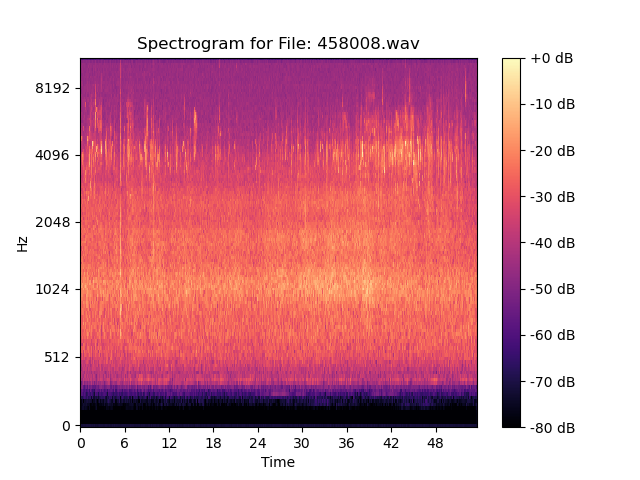 Spectrogram for File: 458008.wav
+0 dB
8192
-10 dB
4096
-20 dB
-30 dB
2048
Hz
-40 dB
1024
-50 dB
512
-60 dB
-70 dB
0
-80 dB
0 6 12 18 24 30 36 42 48
Time